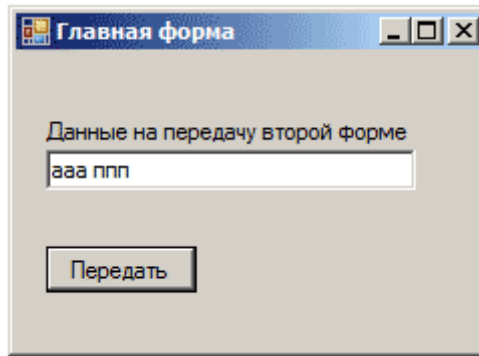 Главная форма
Данные на передачу второй форме
ааа ппп
Передать